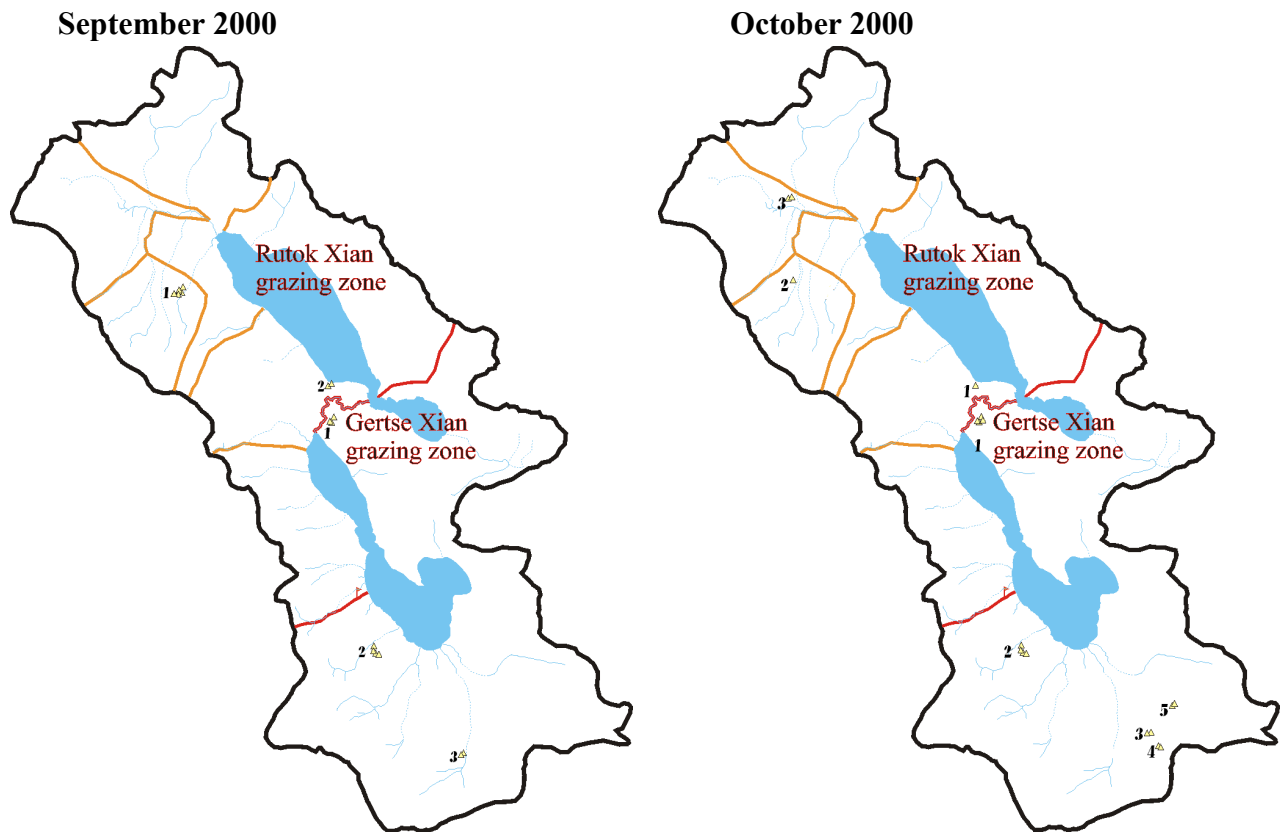 September 2000
Rutok Xian
grazing zone
1
2
1
Gertse Xian
grazing zone
2
3
October 2000
3
Rutok Xian
grazing zone
2
1
Gertse Xian
1
grazing zone
2
5
3
4